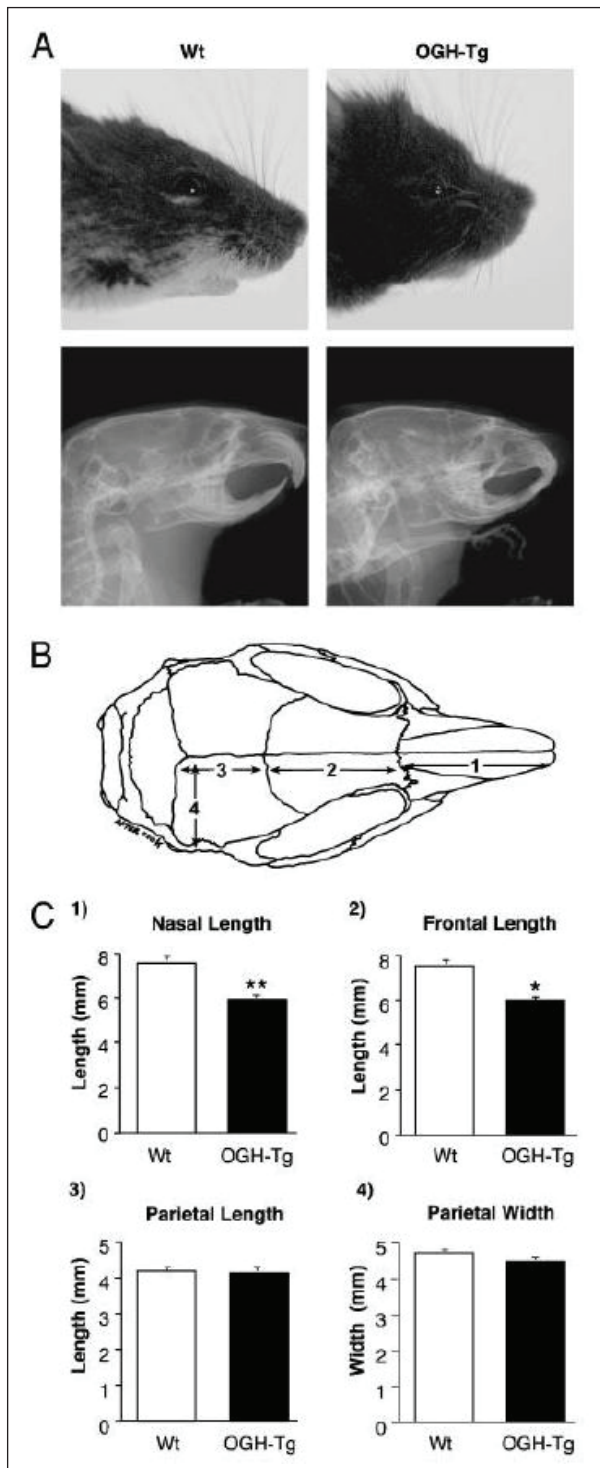 A
Wt OGH-Tg
B
3 2 1
4
C
1) Nasal Length
Length (mm)
8
6
4
2
0
Wt OGH-Tg
**
2) Frontal Length
Length (mm)
8
6
4
2
0
Wt OGH-Tg
*
3) Parietal Length
Length (mm)
5
4
3
2
1
0
Wt OGH-Tg
4) Parietal Width
Width (mm)
5
4
3
2
1
0
Wt OGH-Tg